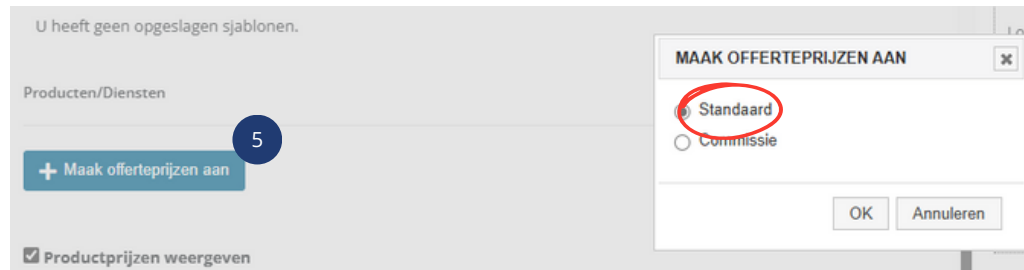 U heeft geen opgeslagen sjablonen.
Producten/Diensten
5
Maak offerteprijzen aan
Productprijzen weergeven
Lo
MAAK OFFERTEPRIJZEN AAN
Standaard
Commissie
OK Annuleren